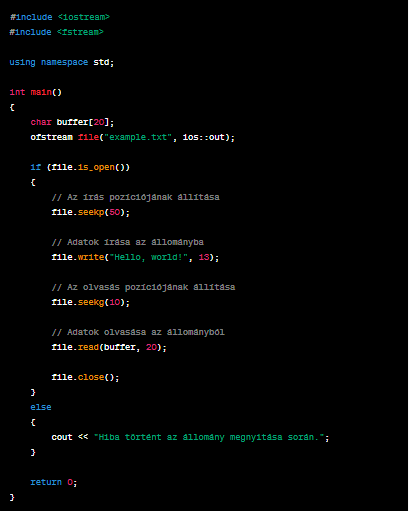 #include <iostream>
#include <fstream>
using namespace std;
int main()
{
char buffer[20];
ofstream file("example.txt", ios::out);
if (file.is_open())
{
// Az írás pozíciójának állítása
file.seekp(50);
// Adatok írása az állományba
file.write("Hello, world!", 13);
// Az olvasás pozíciójának állítása
file.seekg(10);
// Adatok olvasása az állományból
file.read(buffer, 20);
file.close();
}
else
{
cout << "Hiba történt az állomány megnyitása során.";
}
return 0;
}